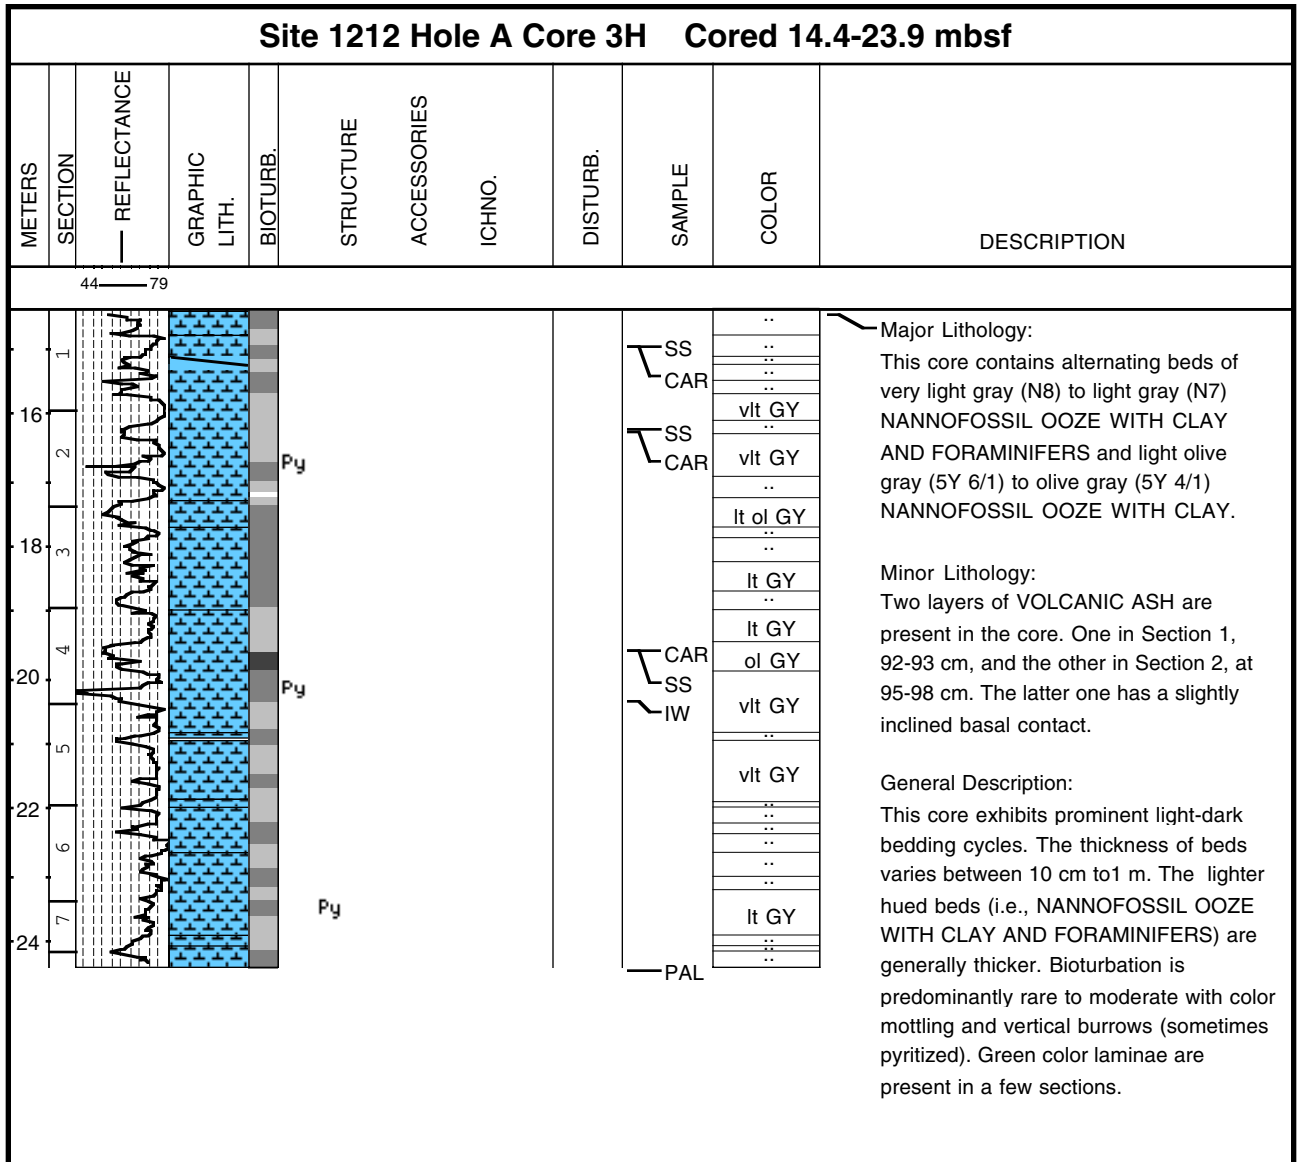 Site 1212 Hole A Core 3H    Cored 14.4-23.9 mbsf
METERS
SECTION
REFLECTANCE
GRAPHIC
LITH.
BIOTURB.
STRUCTURE
ACCESSORIES
ICHNO.
DISTURB.
SAMPLE
COLOR
DESCRIPTION
44 79
16
18
20
22
24
1
2
3
4
5
6
7
Py
Py
Py
SS
CAR
SS
CAR
CAR
SS
IW
PAL
..
..
..
..
..
vlt GY
..
vlt GY
..
lt ol GY
..
..
lt GY
..
lt GY
ol GY
vlt GY
..
vlt GY
..
..
..
..
..
..
lt GY
..
..
..
Major Lithology:
This core contains alternating beds of
very light gray (N8) to light gray (N7)
NANNOFOSSIL OOZE WITH CLAY
AND FORAMINIFERS and light olive
gray (5Y 6/1) to olive gray (5Y 4/1)
NANNOFOSSIL OOZE WITH CLAY.
Minor Lithology:
Two layers of VOLCANIC ASH are
present in the core. One in Section 1,
92-93 cm, and the other in Section 2, at
95-98 cm. The latter one has a slightly
inclined basal contact.
General Description:
This core exhibits prominent light-dark
bedding cycles. The thickness of beds
varies between 10 cm to1 m. The  lighter
hued beds (i.e., NANNOFOSSIL OOZE
WITH CLAY AND FORAMINIFERS) are
generally thicker. Bioturbation is
predominantly rare to moderate with color
mottling and vertical burrows (sometimes
pyritized). Green color laminae are
present in a few sections.